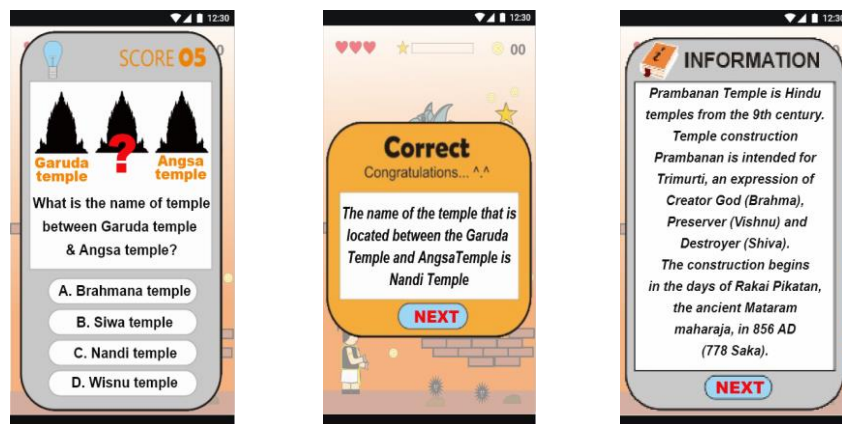 12:30
SCORE 05
?
Garuda
temple
Angsa
temple
What is the name of temple
between Garuda temple
& Angsa temple?
A. Brahmana temple
B. Siwa temple
C. Nandi temple
D. Wisnu temple
12:30
00
Correct
Congratulations... ^.^
The name of the temple that is
located between the Garuda
Temple and AngsaTemple is
Nandi Temple
NEXT
12:30
i
INFORMATION
Prambanan Temple is Hindu
temples from the 9th century.
Temple construction
Prambanan is intended for
Trimurti, an expression of
Creator God (Brahma),
Preserver (Vishnu) and
Destroyer (Shiva).
The construction begins
in the days of Rakai Pikatan,
the ancient Mataram
maharaja, in 856 AD
(778 Saka).
NEXT